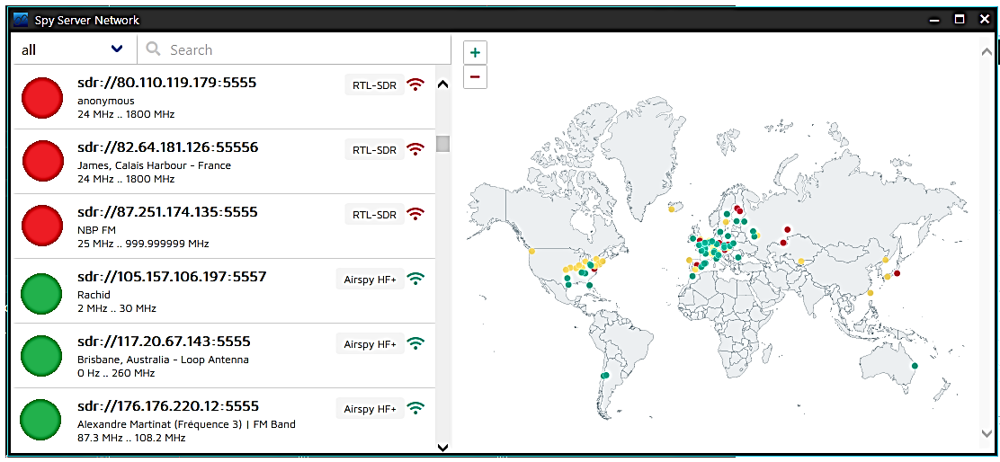 Spy Server Network
all
Search
sdr://80.110.119.179:5555
RTL-SDR
anonymous
24 MHz .. 1800 MHz
sdr://82.64.181.126:55556
RTL-SDR
James, Calais Harbour - France
24 MHz .. 1800 MHz
sdr://87.251.174.135:5555
RTL-SDR
NBP FM
25 MHz .. 999.999999 MHz
sdr://105.157.106.197:5557
Airspy HF+
Rachid
2 MHz .. 30 MHz
sdr://117.20.67.143:5555
Airspy HF+
Brisbane, Australia - Loop Antenna
0 Hz .. 260 MHz
sdr://176.176.220.12:5555
Airspy HF+
Alexandre Martinat (Fréquence 3) | FM Band
87.3 MHz .. 108.2 MHz